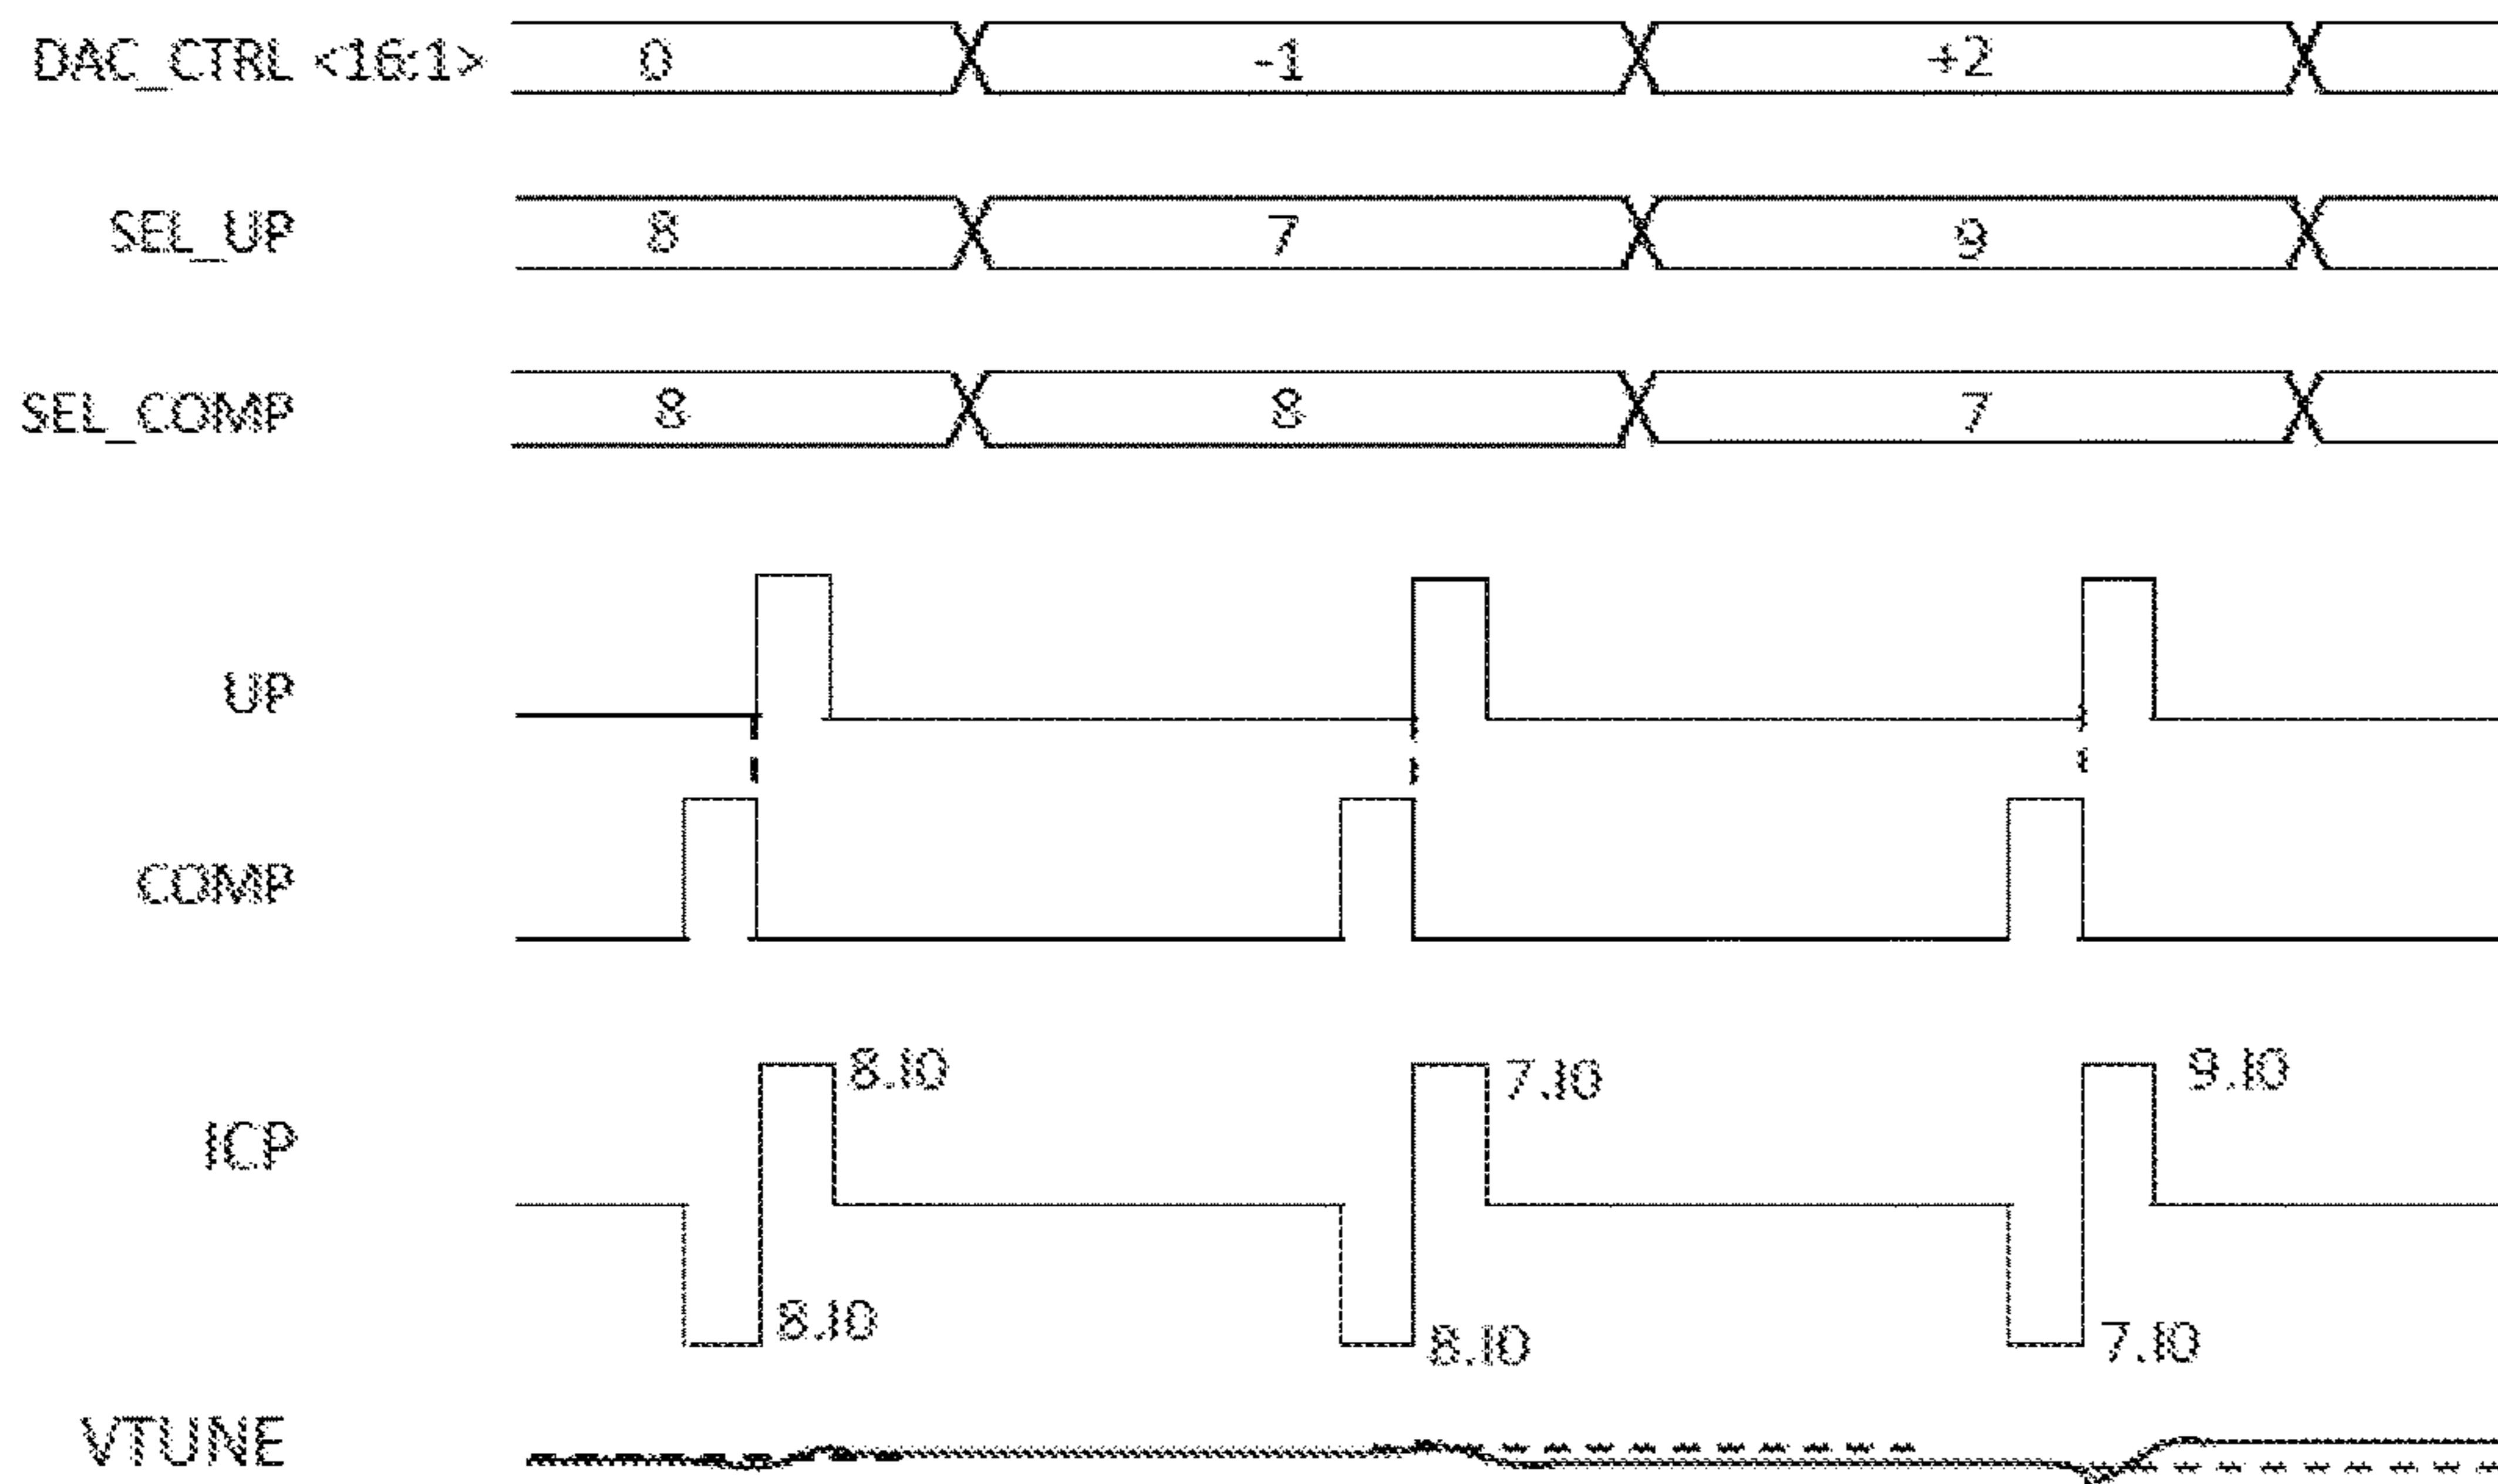 DAC_CTRL <16:1> 0 -1 +2
SEL_UP 8 7 9
SEL_COMP 8 8 7
UP
COMP
8.I0 7.I0 9.I0
ICP
8.I0 8.I0 7.I0
VTUNE